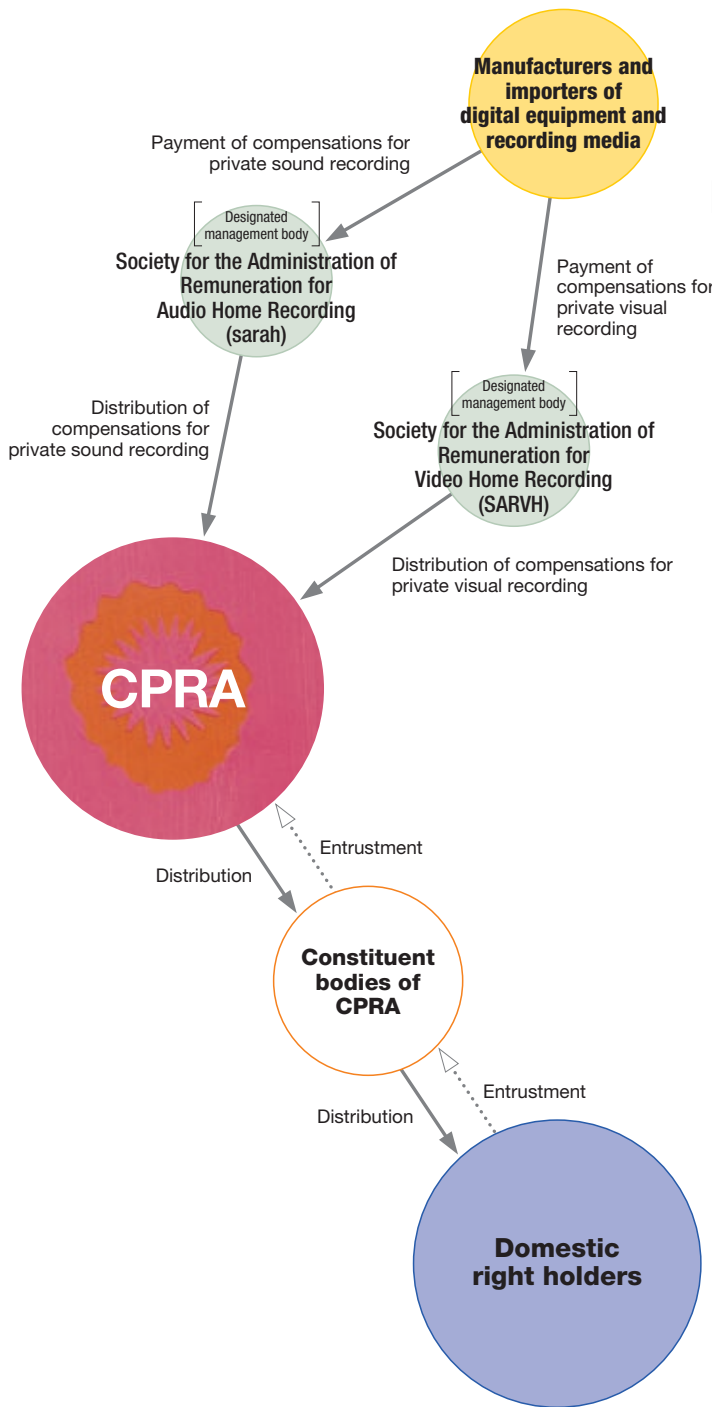 Manufacturers and
importers of
digital equipment and
recording media
Payment of compensations for
private sound recording
Designated
management body
Society for the Administration of
Remuneration for
Audio Home Recording
(sarah)
Payment of
compensations for
private visual
recording
Designated
management body
Society for the Administration of
Remuneration for
Video Home Recording
(SARVH)
Distribution of
compensations for
private sound recording
Distribution of compensations for
private visual recording
CPRA
Entrustment
Distribution
Constituent
bodies of
CPRA
Entrustment
Distribution
Domestic
right holders